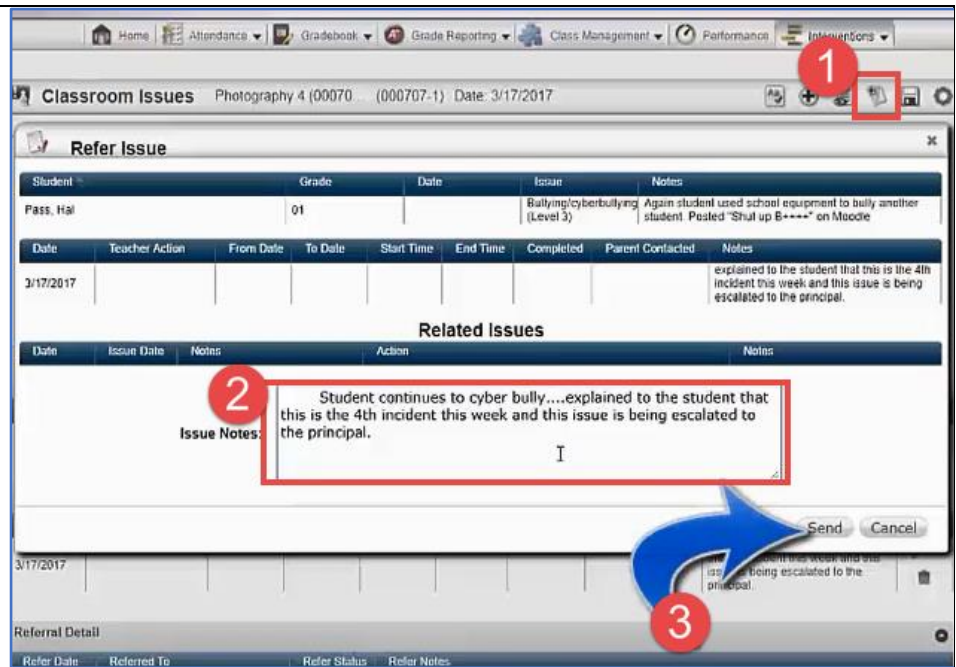 Home Attendance Gradebook Grade Reporting Class Management Performance Interventions
1
Classroom Issues Photography 4 (00070 ... (000707-1) Date: 3/17/2017
Refer Issue
Student Grade Date Issue Notes
Pass, Hal 01 Bullying/cyberbullying Again student used school equipment to bully another
(Level 3) student. Posted "Shut up B++++" on Moodle
Date Teacher Action From Date To Date Start Time End Time Completed Parent Contacted Notes
explained to the student that this is the 4th
3/17/2017 incident this week and this issue is being
escalated to the principal.
Related Issues
Date Issue Date Notes Action Notes
2
Student continues to cyber bully....explained to the student that
this is the 4th incident this week and this issue is being escalated to
Issue Notes: the principal.
Send Cancel
3/17/2017 incident this week and this
issue is being escalated to the
principal.
3
Referral Detail
Refer Date Referred To Refer Status Refer Notes